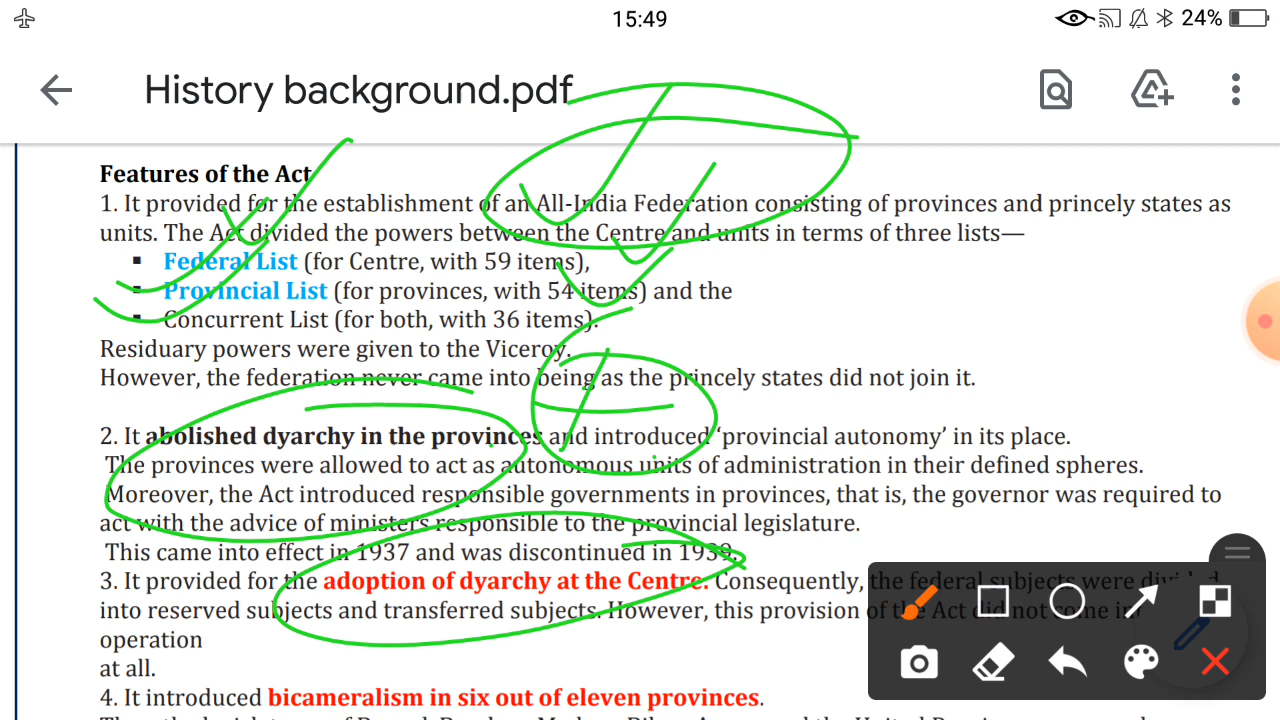 15:49
24%
History background.pdf
Features of the Act
1. It provided for the establishment of an All-India Federation consisting of provinces and princely states as
units. The Act divided the powers between the Centre and units in terms of three lists—
▪ Federal List (for Centre, with 59 items),
▪ Provincial List (for provinces, with 54 items) and the
▪ Concurrent List (for both, with 36 items).
Residuary powers were given to the Viceroy.
However, the federation never came into being as the princely states did not join it.
2. It abolished dyarchy in the provinces and introduced ‘provincial autonomy’ in its place.
The provinces were allowed to act as autonomous units of administration in their defined spheres.
Moreover, the Act introduced responsible governments in provinces, that is, the governor was required to
act with the advice of ministers responsible to the provincial legislature.
This came into effect in 1937 and was discontinued in 1939.
3. It provided for the adoption of dyarchy at the Centre. Consequently, the federal subjects were divided
into reserved subjects and transferred subjects. However, this provision of the Act did not come into
operation
at all.
4. It introduced bicameralism in six out of eleven provinces.